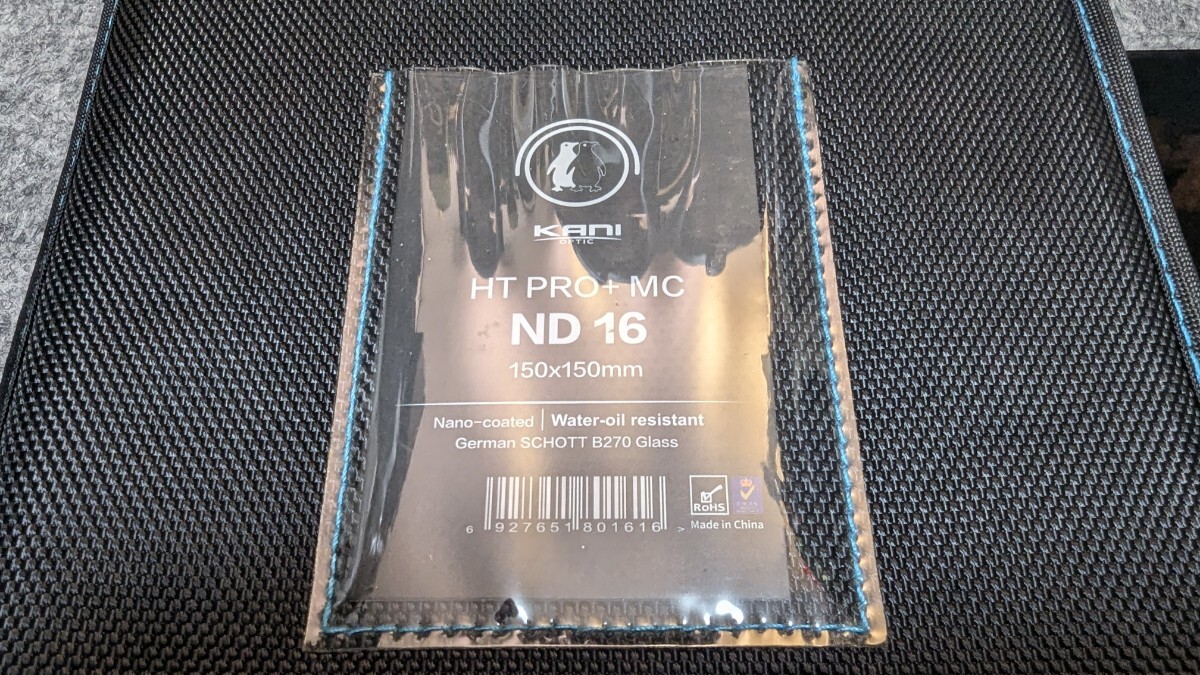 KANI
OPTIC
HT PRO+ MC
ND 16
150x150mm
Nano-coated | Water-oil resistant
German SCHOTT B270 Glass
6 927651 801616 >
RoHS
Made in China